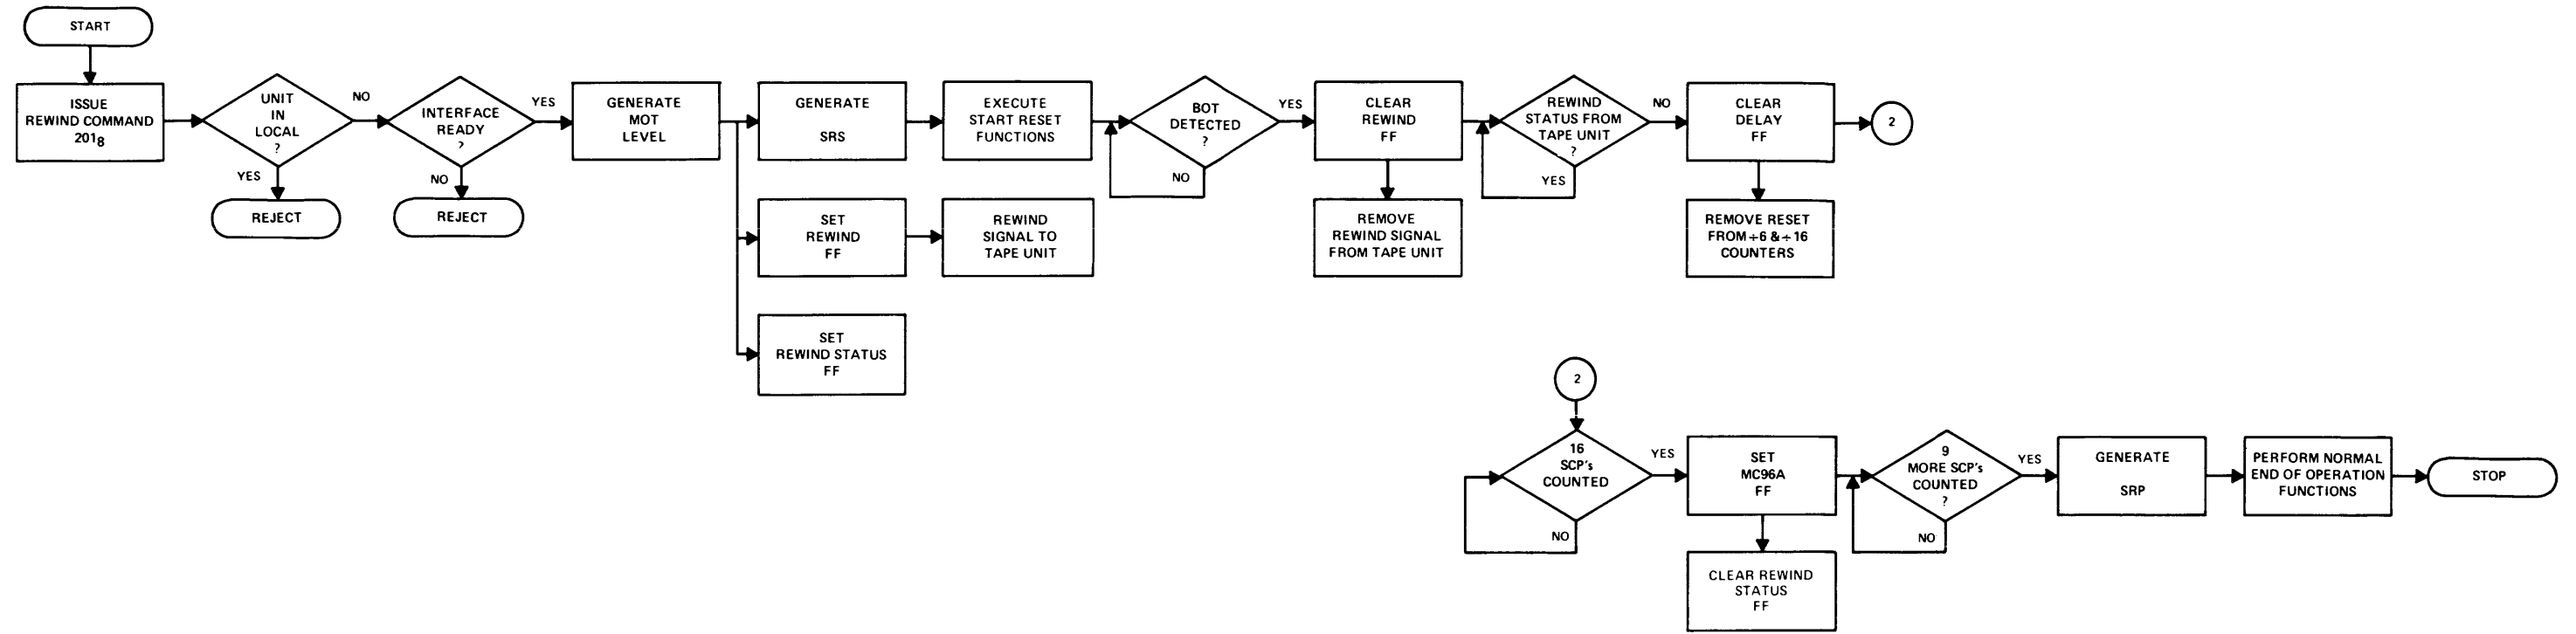 START
ISSUE
REWIND COMMAND
201₈
UNIT
IN
LOCAL
?
NO
YES
REJECT
INTERFACE
READY
?
YES
NO
REJECT
GENERATE
MOT
LEVEL
GENERATE
SRS
EXECUTE
START RESET
FUNCTIONS
SET
REWIND
FF
REWIND
SIGNAL TO
TAPE UNIT
SET
REWIND STATUS
FF
BOT
DETECTED
?
YES
NO
CLEAR
REWIND
FF
REMOVE
REWIND SIGNAL
FROM TAPE UNIT
REWIND
STATUS FROM
TAPE UNIT
?
NO
YES
CLEAR
DELAY
FF
REMOVE RESET
FROM ÷6 & ÷ 16
COUNTERS
2
2
16
SCP's
COUNTED
YES
NO
SET
MC96A
FF
CLEAR REWIND
STATUS
FF
9
MORE SCP's
COUNTED
?
YES
NO
GENERATE
SRP
PERFORM NORMAL
END OF OPERATION
FUNCTIONS
STOP